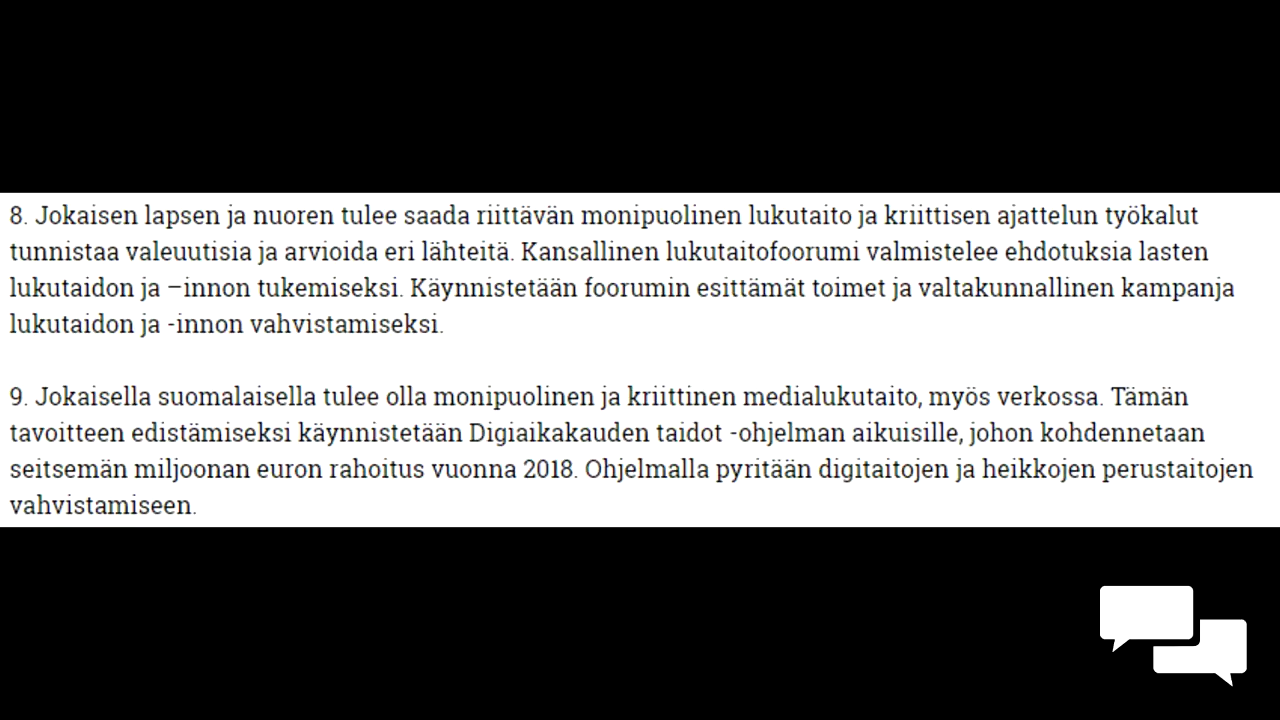 8. Jokaisen lapsen ja nuoren tulee saada riittävän monipuolinen lukutaito ja kriittisen ajattelun työkalut
tunnistaa valeuutisia ja arvioida eri lähteitä. Kansallinen lukutaitofoorumi valmistelee ehdotuksia lasten
lukutaidon ja –innon tukemiseksi. Käynnistetään foorumin esittämät toimet ja valtakunnallinen kampanja
lukutaidon ja -innon vahvistamiseksi.
9. Jokaisella suomalaisella tulee olla monipuolinen ja kriittinen medialukutaito, myös verkossa. Tämän
tavoitteen edistämiseksi käynnistetään Digiaikakauden taidot -ohjelman aikuisille, johon kohdennetaan
seitsemän miljoonan euron rahoitus vuonna 2018. Ohjelmalla pyritään digitaitojen ja heikkojen perustaitojen
vahvistamiseen.